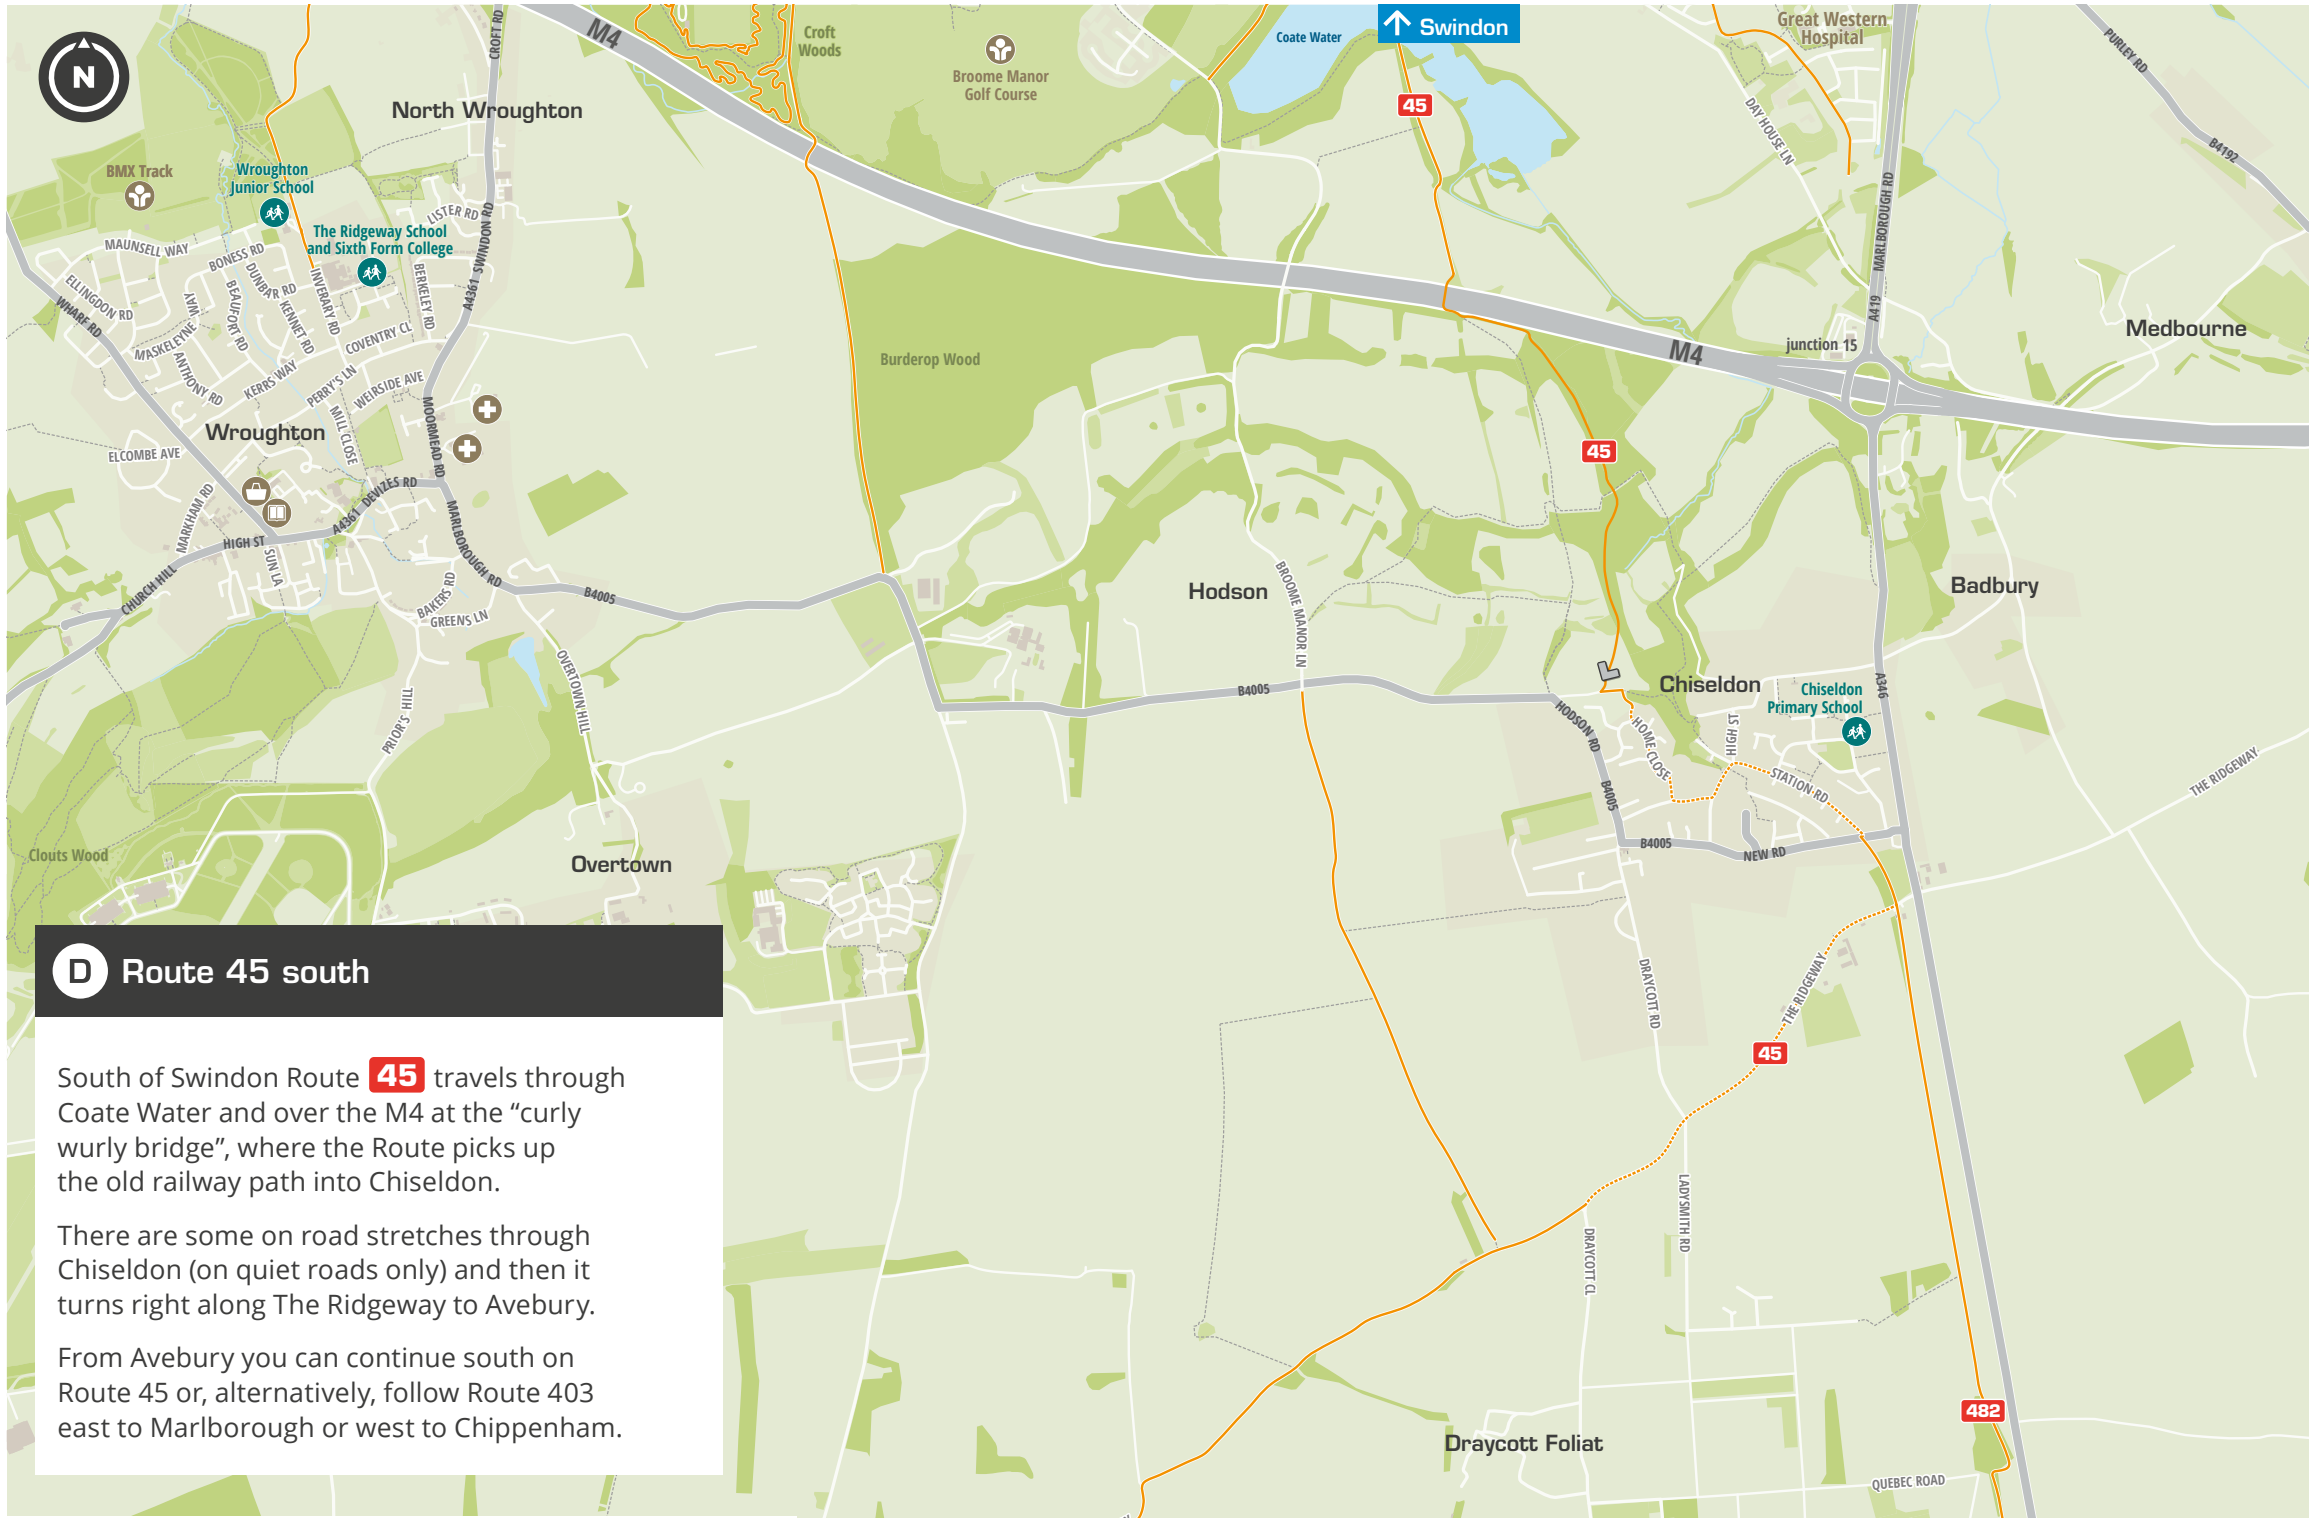 Swindon
Great Western
Hospital
Coate Water
Croft
Woods
M4
CROFT RD
N
PURLEY RD
Broome Manor
Golf Course
North Wroughton
45
DAY HOUSE LN
B4192
BMX Track
Wroughton
Junior School
LISTER RD
MARLBOROUGH RD
The Ridgeway School
and Sixth Form College
MAUNSELL WAY
BONESS RD
A4361 SWINDON RD
DUNBAR RD
INVERARY RD
BERKELEY RD
ELLINGDON RD
WHARF RD
MASKELEYNE WAY
BEAUFORT RD
KENNET RD
COVENTRY CL
A419
Medbourne
junction 15
M4
Burderop Wood
ANTHONY RD
KERRS WAY
PERRY'S LN
WEIRSIDE AVE
MILL CLOSE
MOORMEAD RD
Wroughton
ELCOMBE AVE
45
MARKHAM RD
A4361 DEVIZES RD
HIGH ST
SUN LA
MARLBOROUGH RD
CHURCH HILL
BAKERS RD
GREENS LN
B4005
Hodson
BROOME MANOR LN
Badbury
OVERTOWN HILL
PRIOR'S HILL
B4005
Chiseldon
Chiseldon
Primary School
A346
HODSON RD
HOME CLOSE
HIGH ST
STATION RD
B4005
THE RIDGEWAY
B4005
NEW RD
Clouts Wood
Overtown
DRAYCOTT RD
THE RIDGEWAY
45
LADYSMITH RD
DRAYCOTT CL
482
Draycott Foliat
QUEBEC ROAD
D Route 45 south
South of Swindon Route 45 travels through
Coate Water and over the M4 at the “curly
wurly bridge”, where the Route picks up
the old railway path into Chiseldon.
There are some on road stretches through
Chiseldon (on quiet roads only) and then it
turns right along The Ridgeway to Avebury.
From Avebury you can continue south on
Route 45 or, alternatively, follow Route 403
east to Marlborough or west to Chippenham.